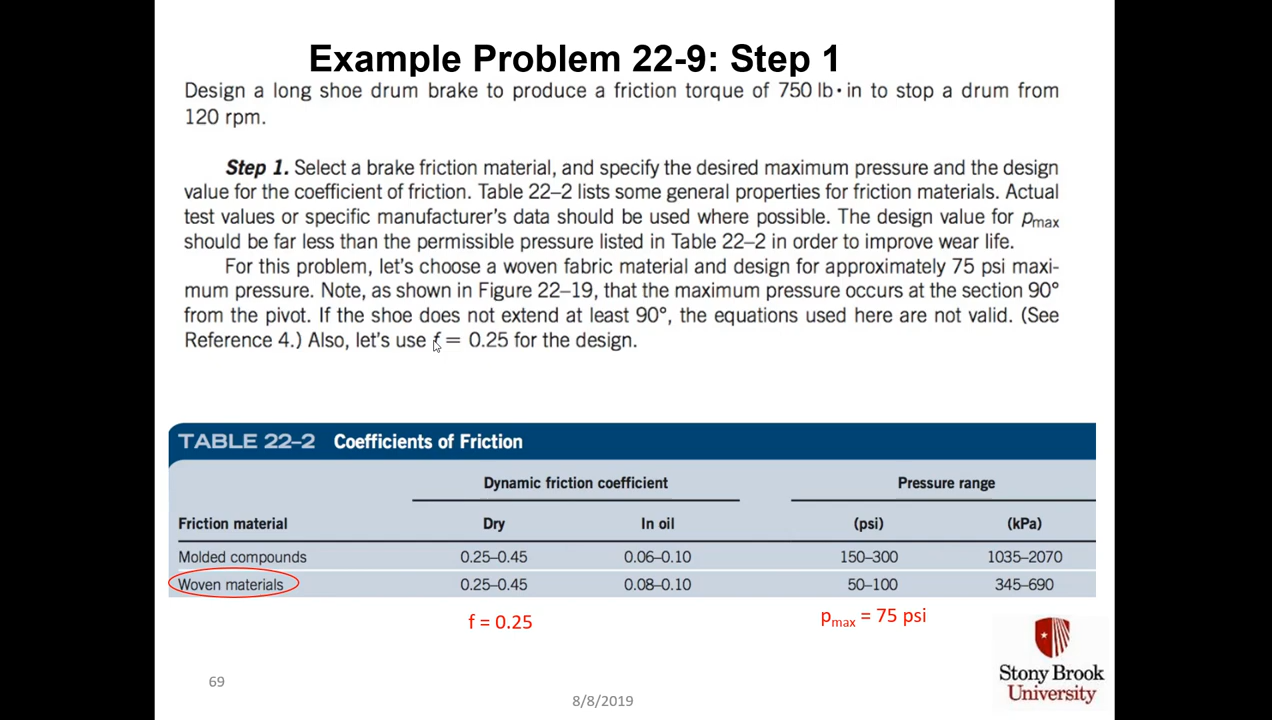 Example Problem 22-9: Step 1
Design a long shoe drum brake to produce a friction torque of 750 lb·in to stop a drum from
120 rpm.
Step 1. Select a brake friction material, and specify the desired maximum pressure and the design
value for the coefficient of friction. Table 22–2 lists some general properties for friction materials. Actual
test values or specific manufacturer's data should be used where possible. The design value for pmax
should be far less than the permissible pressure listed in Table 22–2 in order to improve wear life.
For this problem, let's choose a woven fabric material and design for approximately 75 psi maxi-
mum pressure. Note, as shown in Figure 22–19, that the maximum pressure occurs at the section 90°
from the pivot. If the shoe does not extend at least 90°, the equations used here are not valid. (See
Reference 4.) Also, let's use f = 0.25 for the design.
TABLE 22–2 Coefficients of Friction
Dynamic friction coefficient Pressure range
Friction material Dry In oil (psi) (kPa)
Molded compounds 0.25–0.45 0.06–0.10 150–300 1035–2070
Woven materials 0.25–0.45 0.08–0.10 50–100 345–690
f = 0.25 pmax = 75 psi
Stony Brook
University
69
8/8/2019